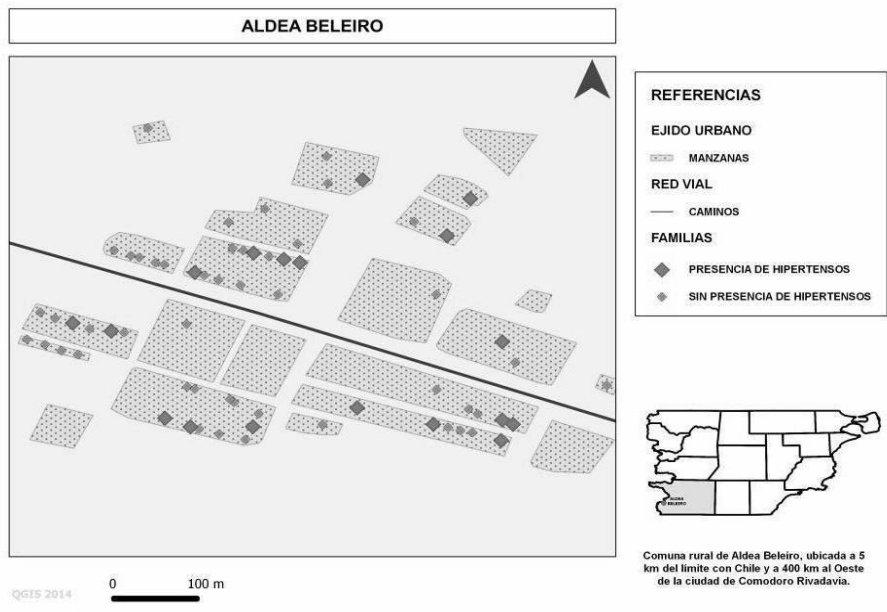 ALDEA BELEIRO
REFERENCIAS
EJIDO URBANO
MANZANAS
RED VIAL
CAMINOS
FAMILIAS
PRESENCIA DE HIPERTENSOS
SIN PRESENCIA DE HIPERTENSOS
ALDEA
BELEIRO
Comuna rural de Aldea Beleiro, ubicada a 5
km del límite con Chile y a 400 km al Oeste
de la ciudad de Comodoro Rivadavia.
QGIS 2014
0 100 m